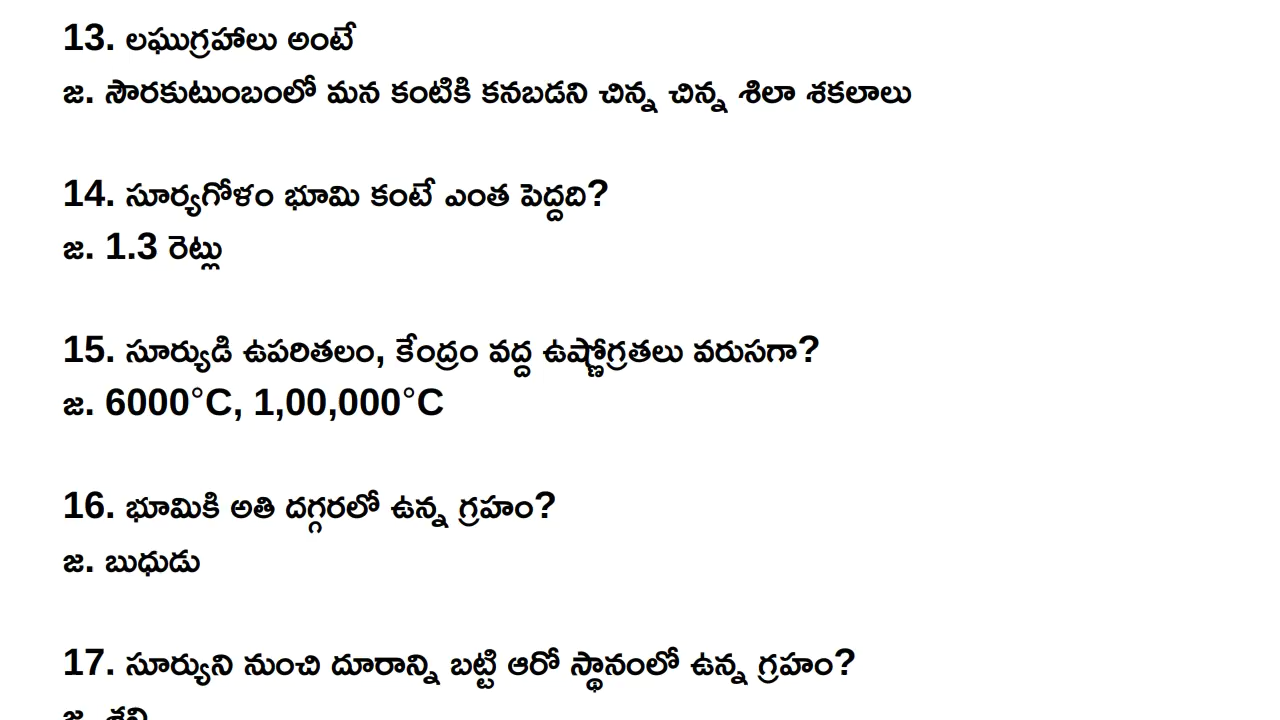 13. లఘుగ్రహాలు అంటే
జ. సౌరకుటుంబంలో మన కంటికి కనబడని చిన్న చిన్న శిలా శకలాలు
14. సూర్యగోళం భూమి కంటే ఎంత పెద్దది?
జ. 1.3 రెట్లు
15. సూర్యుడి ఉపరితలం, కేంద్రం వద్ద ఉష్ణోగ్రతలు వరుసగా?
జ. 6000°C, 1,00,000°C
16. భూమికి అతి దగ్గరలో ఉన్న గ్రహం?
జ. బుధుడు
17. సూర్యుని నుంచి దూరాన్ని బట్టి ఆరో స్థానంలో ఉన్న గ్రహం?
జ. శని